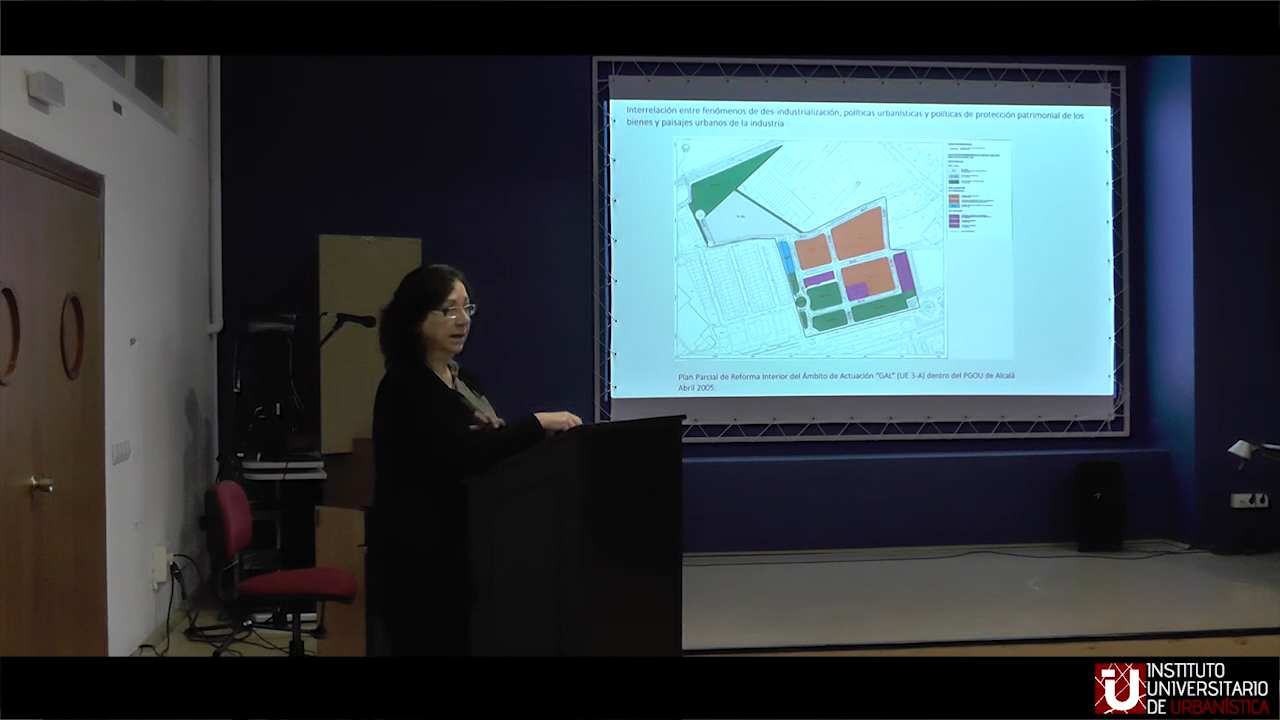 Interrelación entre fenómenos de des-industrialización, políticas urbanísticas y políticas de protección patrimonial de los
bienes y paisajes urbanos de la industria
Plan Parcial de Reforma Interior del Ámbito de Actuación "GAL" (UE 3-A) dentro del PGOU de Alcalá
Abril 2005.
INSTITUTO
UNIVERSITARIO
DE URBANÍSTICA